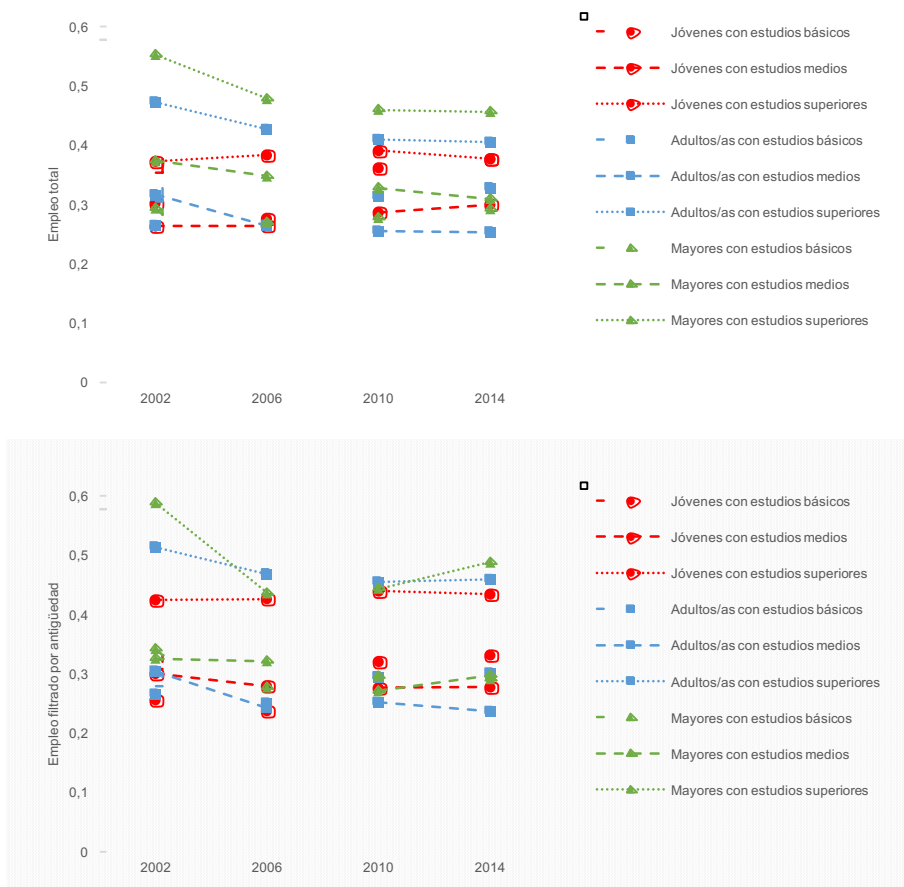 0,6
0,5
0,4
0,3
0,2
0,1
0
Empleo total
2002 2006 2010 2014
Jóvenes con estudios básicos
Jóvenes con estudios medios
Jóvenes con estudios superiores
Adultos/as con estudios básicos
Adultos/as con estudios medios
Adultos/as con estudios superiores
Mayores con estudios básicos
Mayores con estudios medios
Mayores con estudios superiores
0,6
0,5
0,4
0,3
0,2
0,1
0
Empleo filtrado por antigüedad
2002 2006 2010 2014
Jóvenes con estudios básicos
Jóvenes con estudios medios
Jóvenes con estudios superiores
Adultos/as con estudios básicos
Adultos/as con estudios medios
Adultos/as con estudios superiores
Mayores con estudios básicos
Mayores con estudios medios
Mayores con estudios superiores